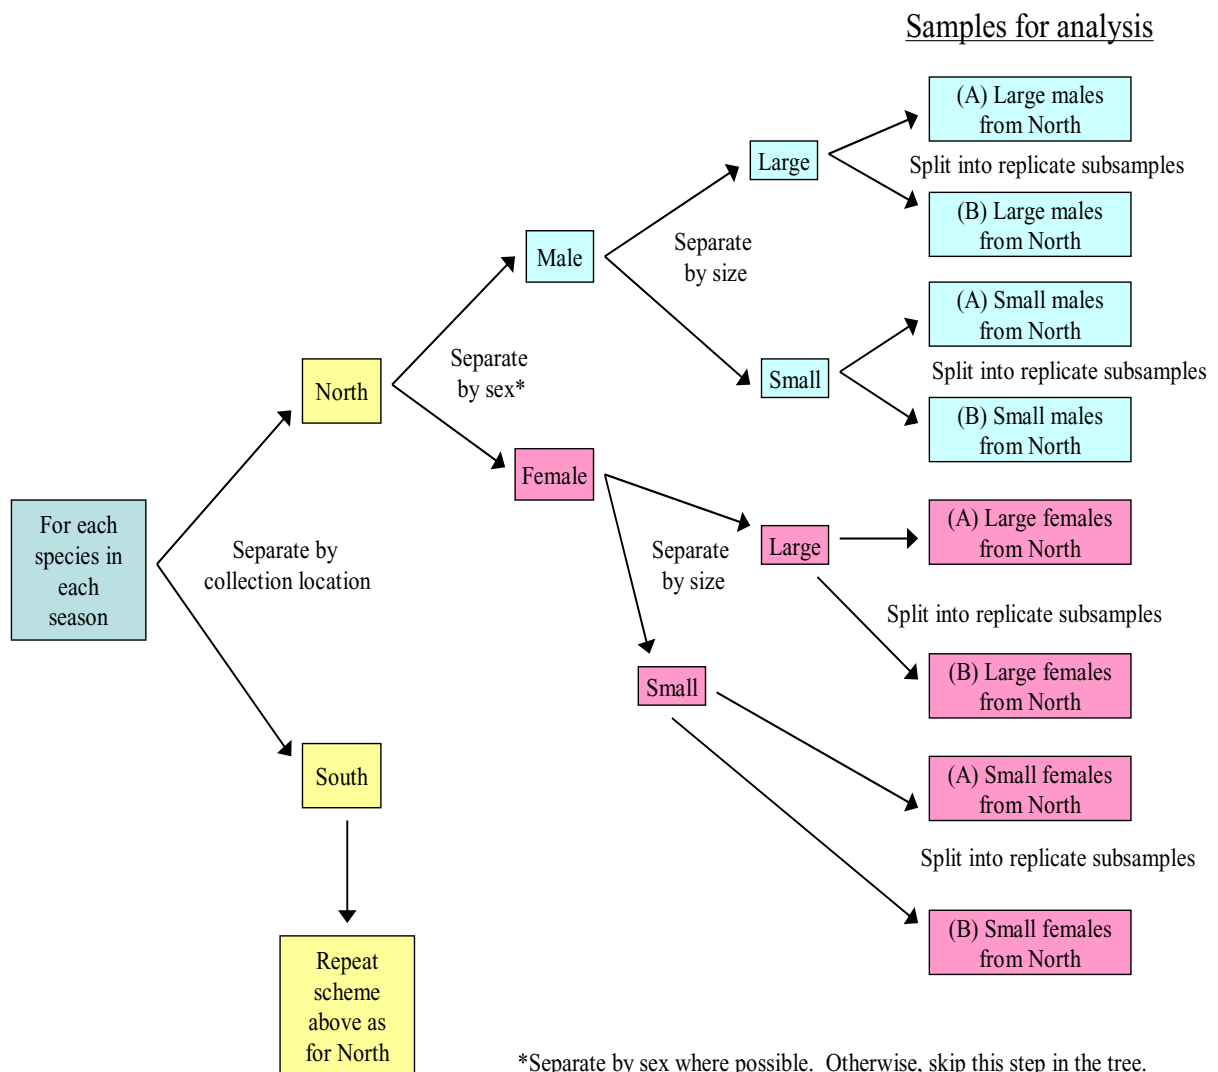 Samples for analysis
(A) Large males
from North
Large
Split into replicate subsamples
(B) Large males
from North
Male
Separate
by size
(A) Small males
from North
Small
Split into replicate subsamples
(B) Small males
from North
North
Separate
by sex*
Female
(A) Large females
from North
Large
Separate
by size
Split into replicate subsamples
(B) Large females
from North
For each
species in
each
season
Separate by
collection location
Small
(A) Small females
from North
Split into replicate subsamples
(B) Small females
from North
South
Repeat
scheme
above as
for North
*Separate by sex where possible.  Otherwise, skip this step in the tree.